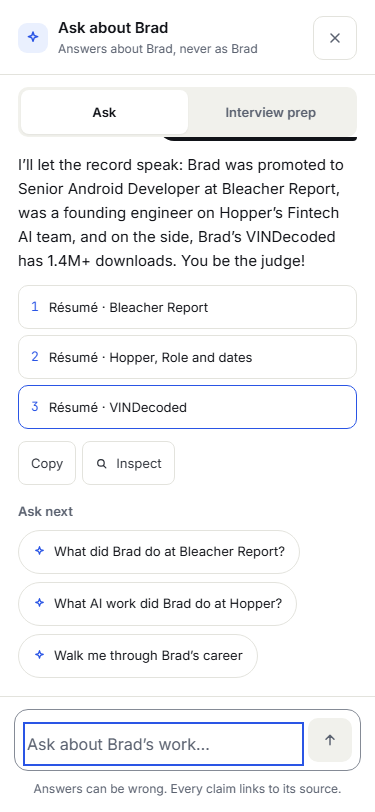 Ask about Brad
Answers about Brad, never as Brad
Ask
Interview prep
I’ll let the record speak: Brad was promoted to
Senior Android Developer at Bleacher Report,
was a founding engineer on Hopper’s Fintech
AI team, and on the side, Brad’s VINDecoded
has 1.4M+ downloads. You be the judge!
1 Résumé · Bleacher Report
2 Résumé · Hopper, Role and dates
3 Résumé · VINDecoded
Copy
Inspect
Ask next
What did Brad do at Bleacher Report?
What AI work did Brad do at Hopper?
Walk me through Brad’s career
Ask about Brad’s work...
Answers can be wrong. Every claim links to its source.